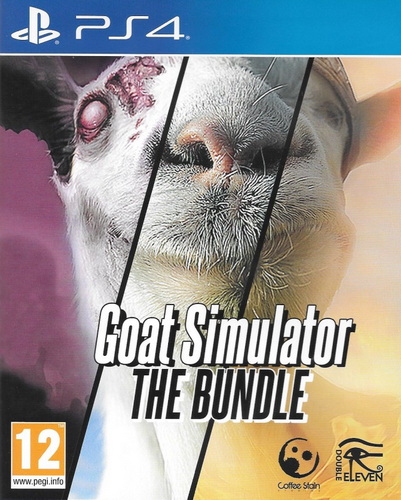 PS4
Goat Simulator
THE BUNDLE
12
www.pegi.info
Coffee Stain
DOUBLE
ELEVEN